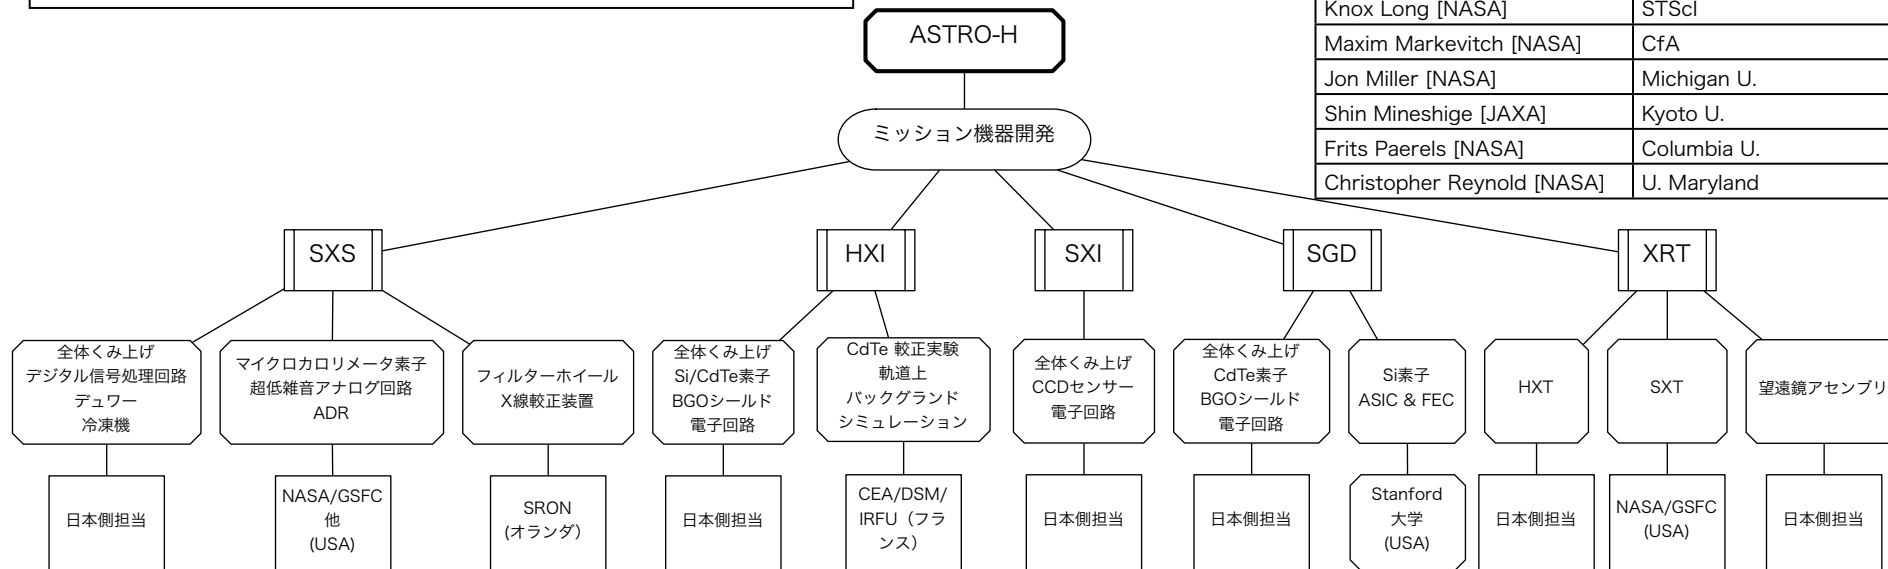 Knox Long [NASA] STScI
ASTRO-H
Maxim Markevitch [NASA] CfA
Jon Miller [NASA] Michigan U.
Shin Mineshige [JAXA] Kyoto U.
Frits Paerels [NASA] Columbia U.
Christopher Reynold [NASA] U. Maryland
ミッション機器開発
SXS
HXI
SXI
SGD
XRT
全体くみ上げ
デジタル信号処理回路
デュワー
冷凍機
マイクロカロリメータ素子
超低雑音アナログ回路
ADR
フィルターホイール
X線較正装置
全体くみ上げ
Si/CdTe素子
BGOシールド
電子回路
CdTe 較正実験
軌道上
バックグランド
シミュレーション
全体くみ上げ
CCDセンサー
電子回路
全体くみ上げ
CdTe素子
BGOシールド
電子回路
Si素子
ASIC & FEC
HXT
SXT
望遠鏡アセンブリ
日本側担当
NASA/GSFC
他
(USA)
SRON
(オランダ）
日本側担当
CEA/DSM/
IRFU（フラ
ンス）
日本側担当
日本側担当
Stanford
大学
(USA)
日本側担当
NASA/GSFC
(USA)
日本側担当